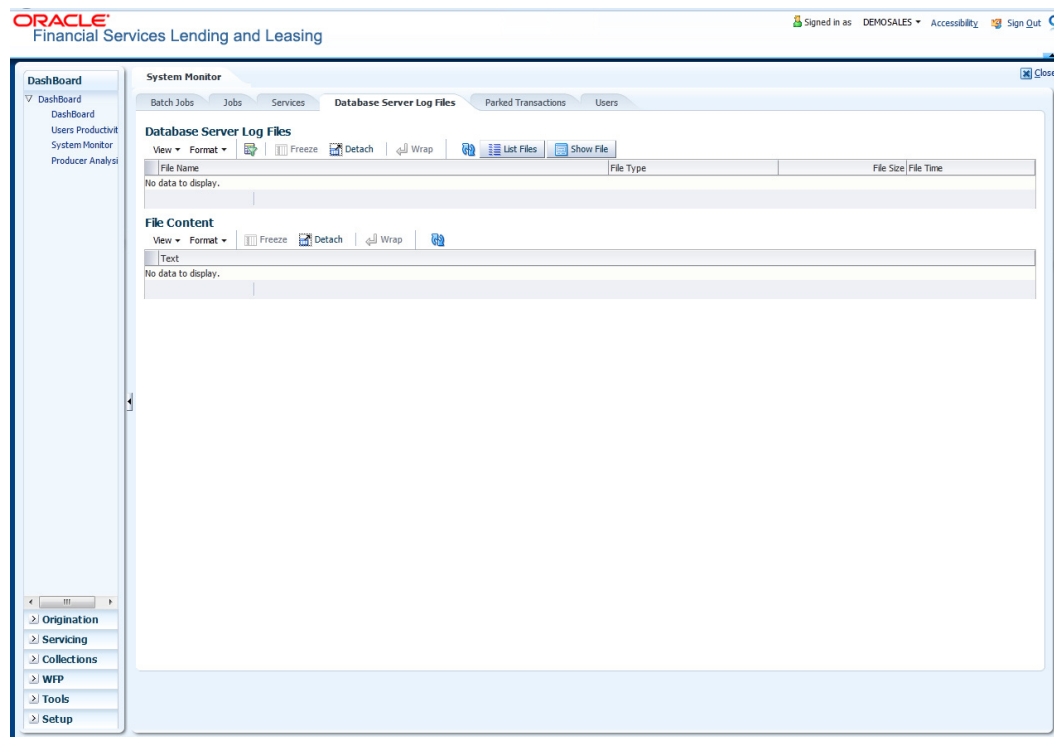 ORACLE
Financial Services Lending and Leasing
Signed in as DEMOSALES Accessibility Sign Out
DashBoard
DashBoard
DashBoard
Users Productivit
System Monitor
Producer Analysi
Origination
Servicing
Collections
WFP
Tools
Setup
System Monitor
Close
Batch Jobs Jobs Services Database Server Log Files Parked Transactions Users
Database Server Log Files
View Format Freeze Detach Wrap List Files Show File
File Name File Type File Size File Time
No data to display.
File Content
View Format Freeze Detach Wrap
Text
No data to display.